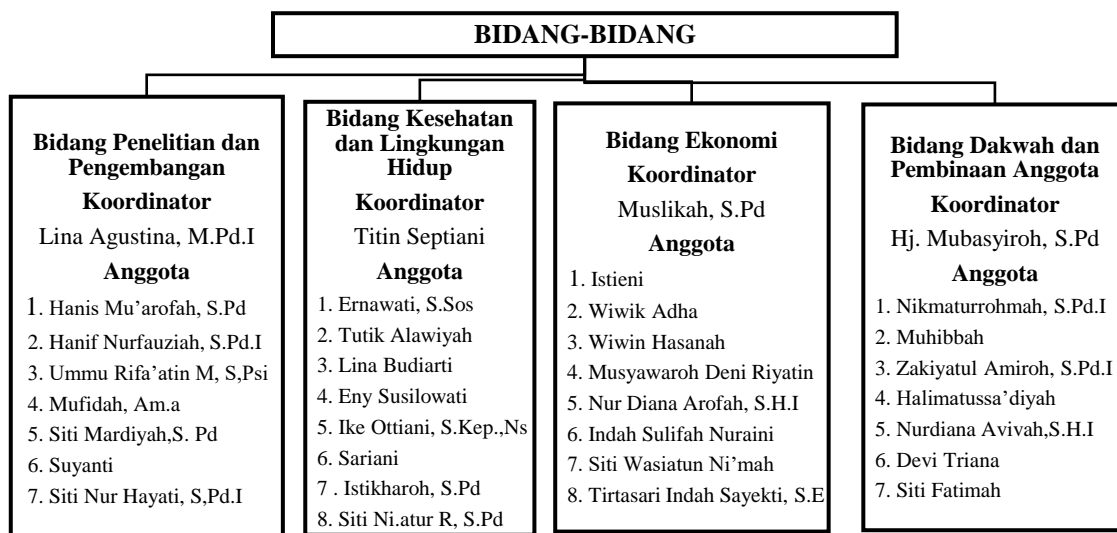 BIDANG-BIDANG
Bidang Penelitian dan
Pengembangan
Koordinator
Lina Agustina, M.Pd.I
Anggota
1. Hanis Mu’arofah, S.Pd
2. Hanif Nurfauziah, S.Pd.I
3. Ummu Rifa’atin M, S,Psi
4. Mufidah, Am.a
5. Siti Mardiyah,S. Pd
6. Suyanti
7. Siti Nur Hayati, S,Pd.I
Bidang Kesehatan
dan Lingkungan
Hidup
Koordinator
Titin Septiani
Anggota
1. Ernawati, S.Sos
2. Tutik Alawiyah
3. Lina Budiarti
4. Eny Susilowati
5. Ike Ottiani, S.Kep.,Ns
6. Sariani
7 . Istikharoh, S.Pd
8. Siti Ni.atur R, S.Pd
Bidang Ekonomi
Koordinator
Muslikah, S.Pd
Anggota
1. Istieni
2. Wiwik Adha
3. Wiwin Hasanah
4. Musyawaroh Deni Riyatin
5. Nur Diana Arofah, S.H.I
6. Indah Sulifah Nuraini
7. Siti Wasiatun Ni’mah
8. Tirtasari Indah Sayekti, S.E
Bidang Dakwah dan
Pembinaan Anggota
Koordinator
Hj. Mubasyiroh, S.Pd
Anggota
1. Nikmaturrohmah, S.Pd.I
2. Muhibbah
3. Zakiyatul Amiroh, S.Pd.I
4. Halimatussa’diyah
5. Nurdiana Avivah,S.H.I
6. Devi Triana
7. Siti Fatimah